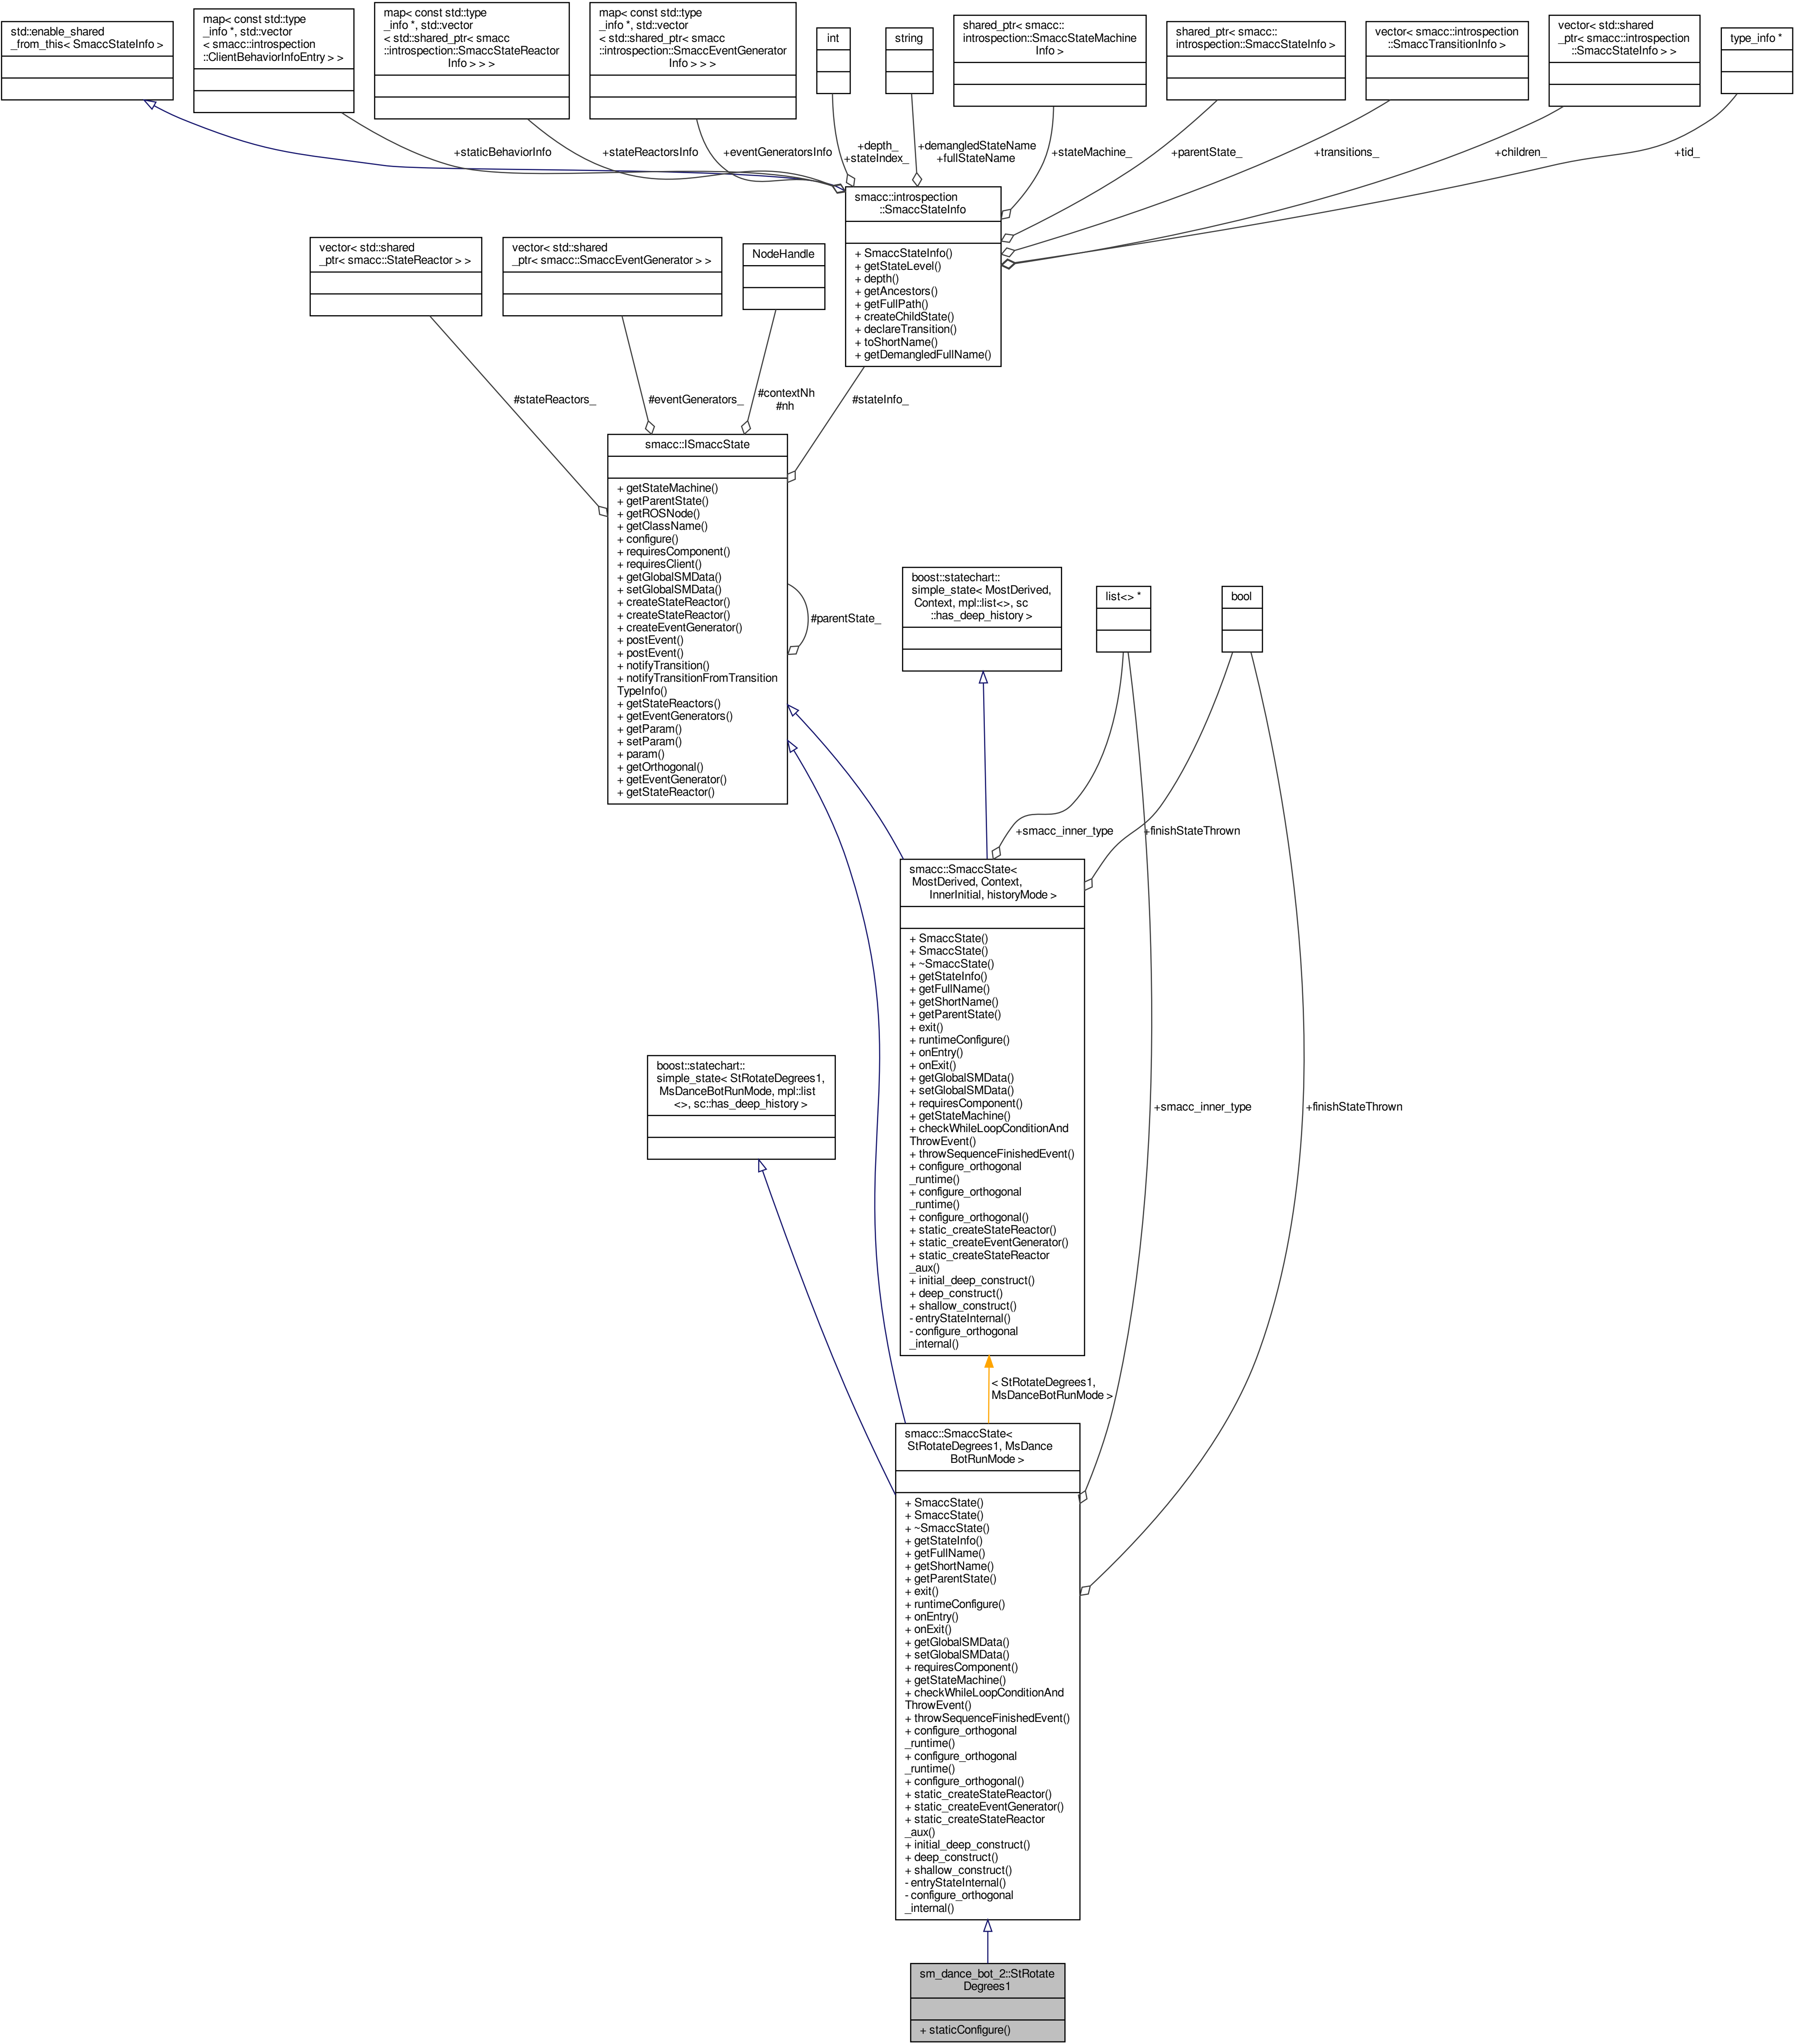 std::enable_shared
_from_this< SmaccStateInfo >
map< const std::type
_info *, std::vector
< smacc::introspection
::ClientBehaviorInfoEntry > >
map< const std::type
_info *, std::vector
< std::shared_ptr< smacc
::introspection::SmaccStateReactor
Info > > >
map< const std::type
_info *, std::vector
< std::shared_ptr< smacc
::introspection::SmaccEventGenerator
Info > > >
int
string
shared_ptr< smacc::
introspection::SmaccStateMachine
Info >
shared_ptr< smacc::
introspection::SmaccStateInfo >
vector< smacc::introspection
::SmaccTransitionInfo >
vector< std::shared
_ptr< smacc::introspection
::SmaccStateInfo > >
type_info *
+staticBehaviorInfo
+stateReactorsInfo
+eventGeneratorsInfo
+depth_
+stateIndex_
+demangledStateName
+fullStateName
+stateMachine_
+parentState_
+transitions_
+children_
+tid_
smacc::introspection
::SmaccStateInfo
+ SmaccStateInfo()
+ getStateLevel()
+ depth()
+ getAncestors()
+ getFullPath()
+ createChildState()
+ declareTransition()
+ toShortName()
+ getDemangledFullName()
vector< std::shared
_ptr< smacc::StateReactor > >
vector< std::shared
_ptr< smacc::SmaccEventGenerator > >
NodeHandle
#stateReactors_
#eventGenerators_
#contextNh
#nh
#stateInfo_
smacc::ISmaccState
+ getStateMachine()
+ getParentState()
+ getROSNode()
+ getClassName()
+ configure()
+ requiresComponent()
+ requiresClient()
+ getGlobalSMData()
+ setGlobalSMData()
+ createStateReactor()
+ createStateReactor()
+ createEventGenerator()
+ postEvent()
+ postEvent()
+ notifyTransition()
+ notifyTransitionFromTransition
TypeInfo()
+ getStateReactors()
+ getEventGenerators()
+ getParam()
+ setParam()
+ param()
+ getOrthogonal()
+ getEventGenerator()
+ getStateReactor()
#parentState_
boost::statechart::
simple_state< MostDerived,
Context, mpl::list<>, sc
::has_deep_history >
list<> *
bool
+smacc_inner_type
+finishStateThrown
smacc::SmaccState<
MostDerived, Context,
InnerInitial, historyMode >
+ SmaccState()
+ SmaccState()
+ ~SmaccState()
+ getStateInfo()
+ getFullName()
+ getShortName()
+ getParentState()
+ exit()
+ runtimeConfigure()
+ onEntry()
+ onExit()
+ getGlobalSMData()
+ setGlobalSMData()
+ requiresComponent()
+ getStateMachine()
+ checkWhileLoopConditionAnd
ThrowEvent()
+ throwSequenceFinishedEvent()
+ configure_orthogonal
_runtime()
+ configure_orthogonal
_runtime()
+ configure_orthogonal()
+ static_createStateReactor()
+ static_createEventGenerator()
+ static_createStateReactor
_aux()
+ initial_deep_construct()
+ deep_construct()
+ shallow_construct()
- entryStateInternal()
- configure_orthogonal
_internal()
boost::statechart::
simple_state< StRotateDegrees1,
MsDanceBotRunMode, mpl::list
<>, sc::has_deep_history >
+smacc_inner_type
+finishStateThrown
< StRotateDegrees1,
MsDanceBotRunMode >
smacc::SmaccState<
StRotateDegrees1, MsDance
BotRunMode >
+ SmaccState()
+ SmaccState()
+ ~SmaccState()
+ getStateInfo()
+ getFullName()
+ getShortName()
+ getParentState()
+ exit()
+ runtimeConfigure()
+ onEntry()
+ onExit()
+ getGlobalSMData()
+ setGlobalSMData()
+ requiresComponent()
+ getStateMachine()
+ checkWhileLoopConditionAnd
ThrowEvent()
+ throwSequenceFinishedEvent()
+ configure_orthogonal
_runtime()
+ configure_orthogonal
_runtime()
+ configure_orthogonal()
+ static_createStateReactor()
+ static_createEventGenerator()
+ static_createStateReactor
_aux()
+ initial_deep_construct()
+ deep_construct()
+ shallow_construct()
- entryStateInternal()
- configure_orthogonal
_internal()
sm_dance_bot_2::StRotate
Degrees1
+ staticConfigure()